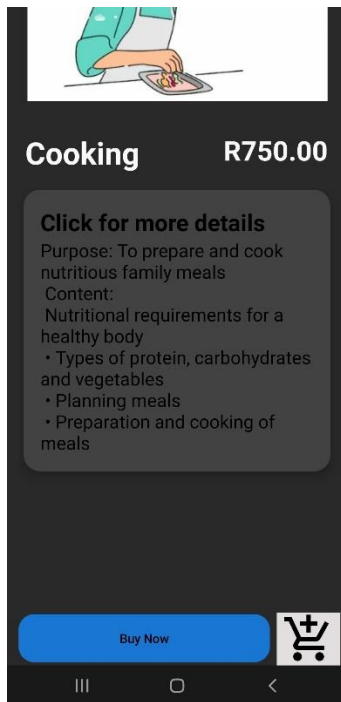 Cooking
R750.00
Click for more details
Purpose: To prepare and cook
nutritious family meals
Content:
Nutritional requirements for a
healthy body
• Types of protein, carbohydrates
and vegetables
• Planning meals
• Preparation and cooking of
meals
Buy Now